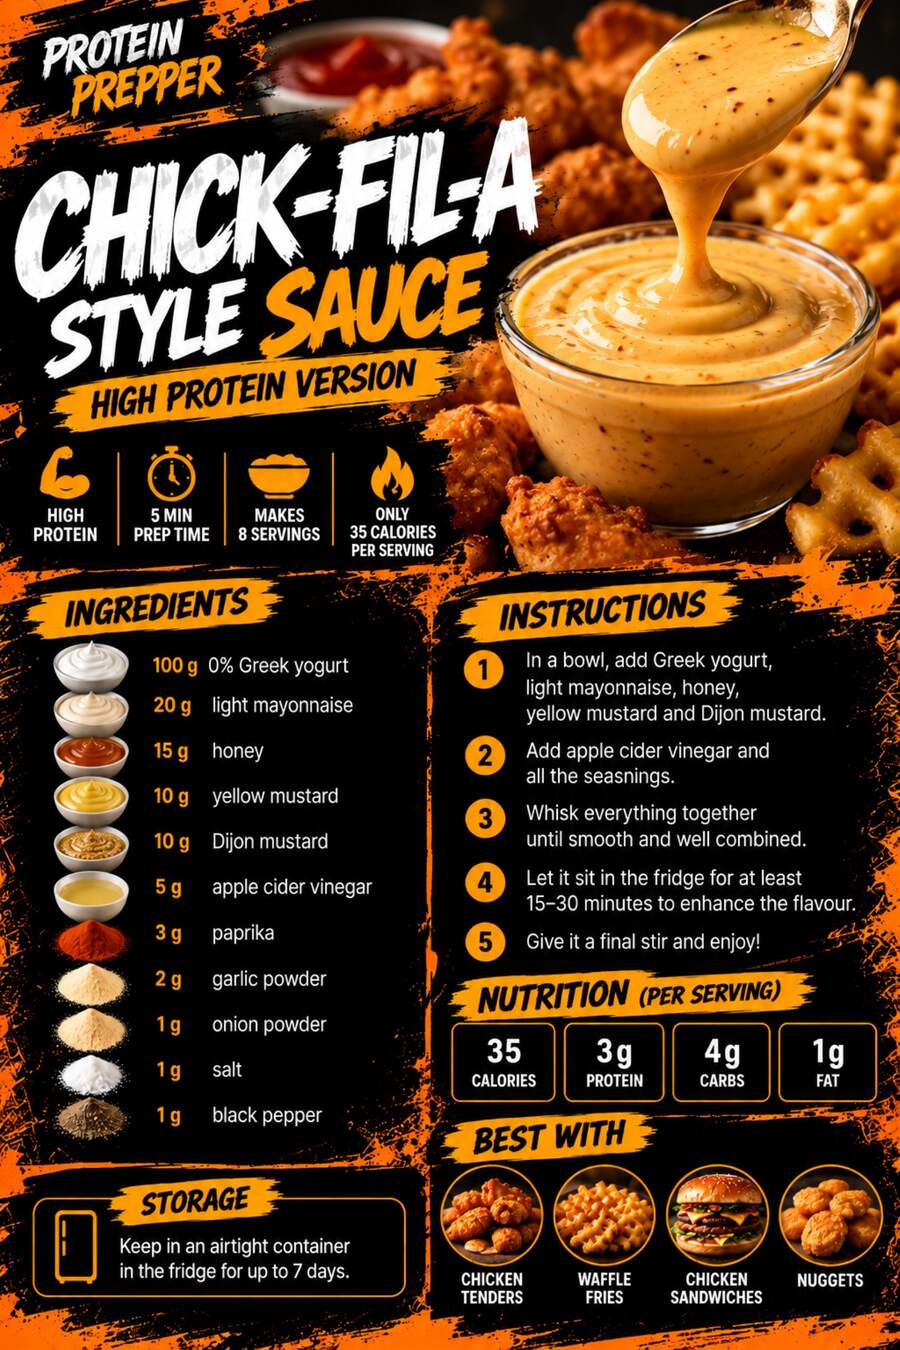 PROTEIN
PREPPER
CHICK-FIL-A
STYLE SAUCE
HIGH PROTEIN VERSION
HIGH
PROTEIN
5 MIN
PREP TIME
MAKES
8 SERVINGS
ONLY
35 CALORIES
PER SERVING
INGREDIENTS
100 g 0% Greek yogurt
20 g light mayonnaise
15 g honey
10 g yellow mustard
10 g Dijon mustard
5 g apple cider vinegar
3 g paprika
2 g garlic powder
1 g onion powder
1 g salt
1 g black pepper
STORAGE
Keep in an airtight container
in the fridge for up to 7 days.
INSTRUCTIONS
1 In a bowl, add Greek yogurt,
light mayonnaise, honey,
yellow mustard and Dijon mustard.
2 Add apple cider vinegar and
all the seasnings.
3 Whisk everything together
until smooth and well combined.
4 Let it sit in the fridge for at least
15–30 minutes to enhance the flavour.
5 Give it a final stir and enjoy!
NUTRITION (PER SERVING)
35
CALORIES
3g
PROTEIN
4g
CARBS
1g
FAT
BEST WITH
CHICKEN
TENDERS
WAFFLE
FRIES
CHICKEN
SANDWICHES
NUGGETS